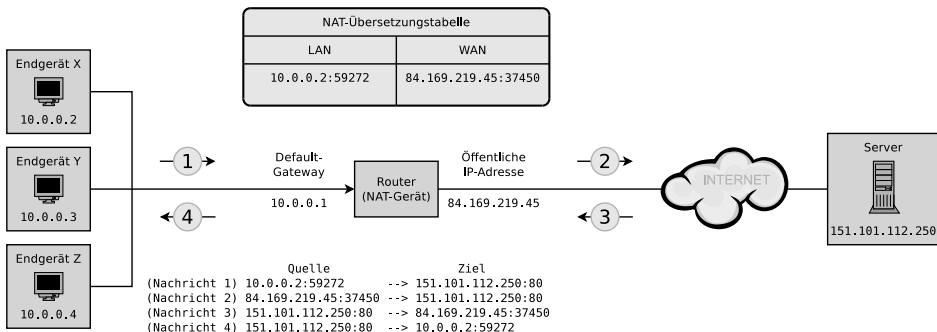 NAT-Übersetzungstabelle
LAN WAN
10.0.0.2:59272 84.169.219.45:37450
Endgerät X
10.0.0.2
Endgerät Y
10.0.0.3
Endgerät Z
10.0.0.4
1
4
Default-
Gateway
10.0.0.1
Router
(NAT-Gerät)
Öffentliche
IP-Adresse
84.169.219.45
2
3
INTERNET
Server
151.101.112.250
Quelle Ziel
(Nachricht 1) 10.0.0.2:59272 --> 151.101.112.250:80
(Nachricht 2) 84.169.219.45:37450 --> 151.101.112.250:80
(Nachricht 3) 151.101.112.250:80 --> 84.169.219.45:37450
(Nachricht 4) 151.101.112.250:80 --> 10.0.0.2:59272